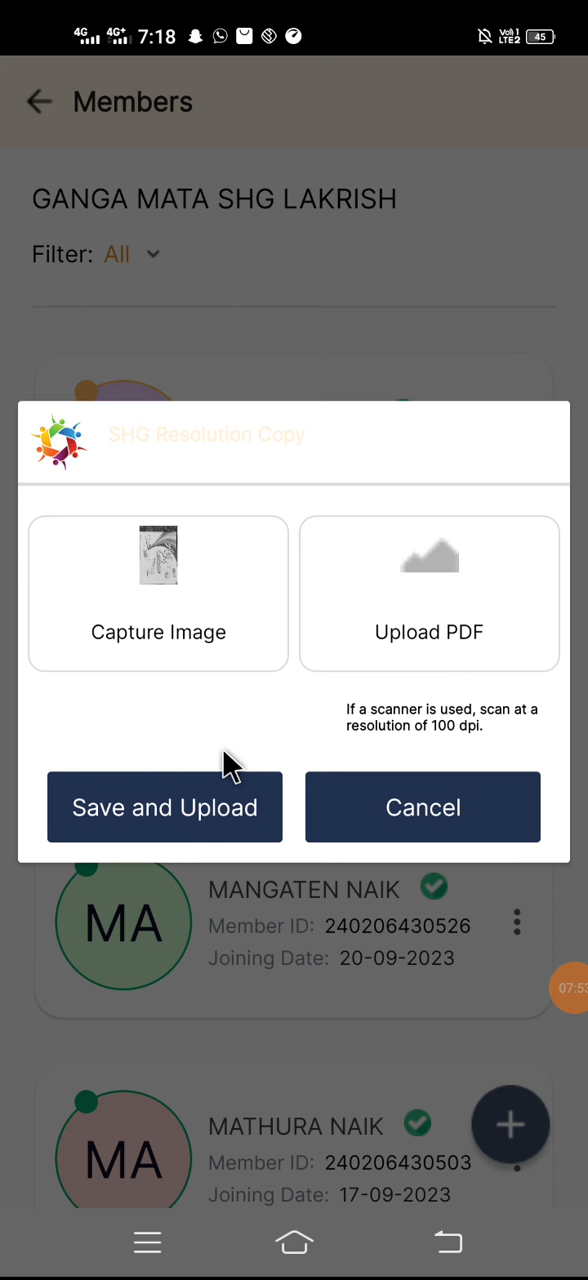 4G 4G+ 7:18 Vo) 1 LTE2 45
Members
GANGA MATA SHG LAKRISH
Filter: All
SHG Resolution Copy
Capture Image
Upload PDF
If a scanner is used, scan at a
resolution of 100 dpi.
Save and Upload
Cancel
MA
MANGATEN NAIK
Member ID: 240206430526
Joining Date: 20-09-2023
07:53
MA
MATHURA NAIK
Member ID: 240206430503
Joining Date: 17-09-2023